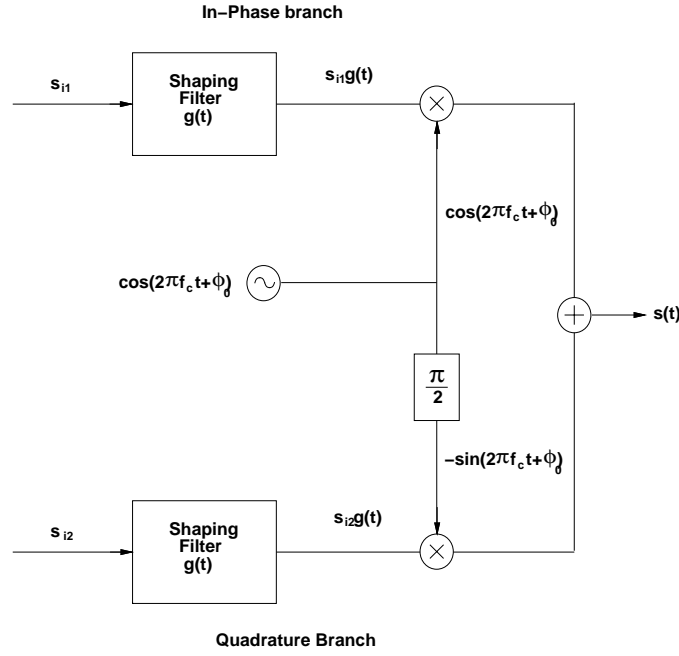 In-Phase branch
s_i1
Shaping
Filter
g(t)
s_i1 g(t)
cos(2πf_c t+ϕ_0)
cos(2πf_c t+ϕ_0)
s(t)
π
2
-sin(2πf_c t+ϕ_0)
s_i2
Shaping
Filter
g(t)
s_i2 g(t)
Quadrature Branch